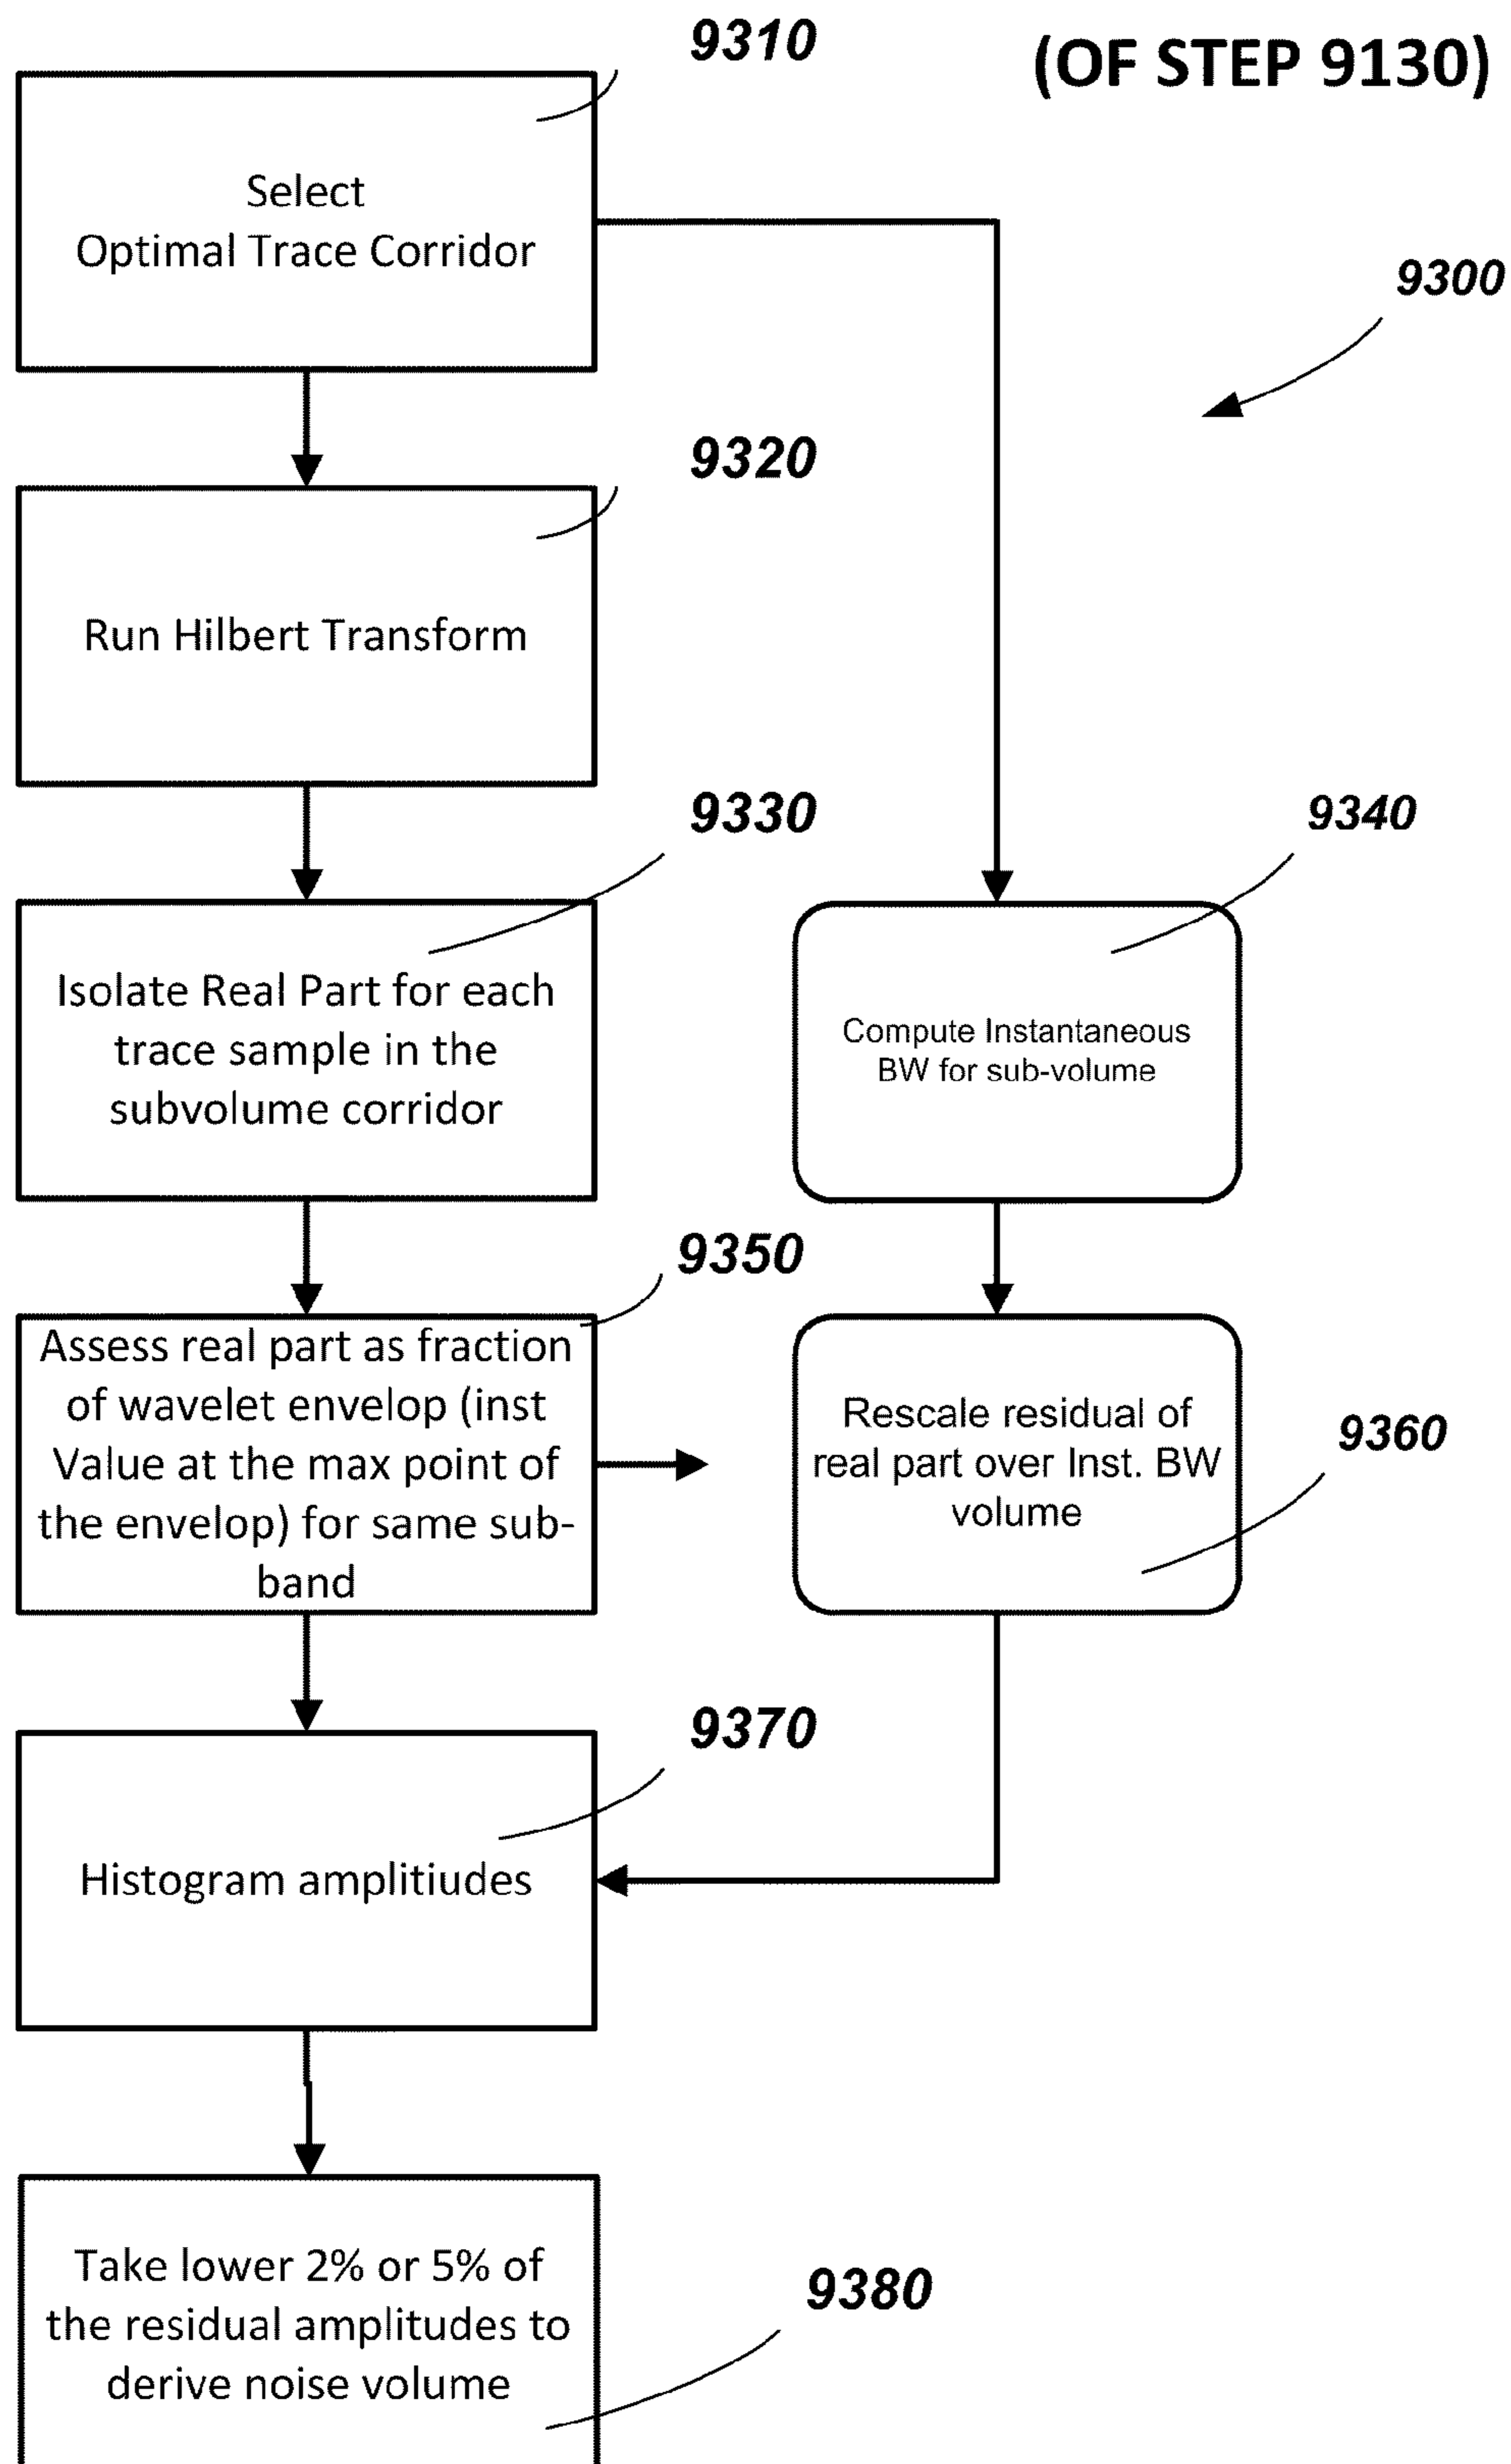 9310
(OF STEP 9130)
Select
Optimal Trace Corridor
9300
9320
Run Hilbert Transform
9330
9340
Isolate Real Part for each
trace sample in the
subvolume corridor
Compute Instantaneous
BW for sub-volume
9350
Assess real part as fraction
of wavelet envelop (inst
Value at the max point of
the envelop) for same sub-
band
Rescale residual of
real part over Inst. BW
volume
9360
9370
Histogram amplitiudes
Take lower 2% or 5% of
the residual amplitudes to
derive noise volume
9380